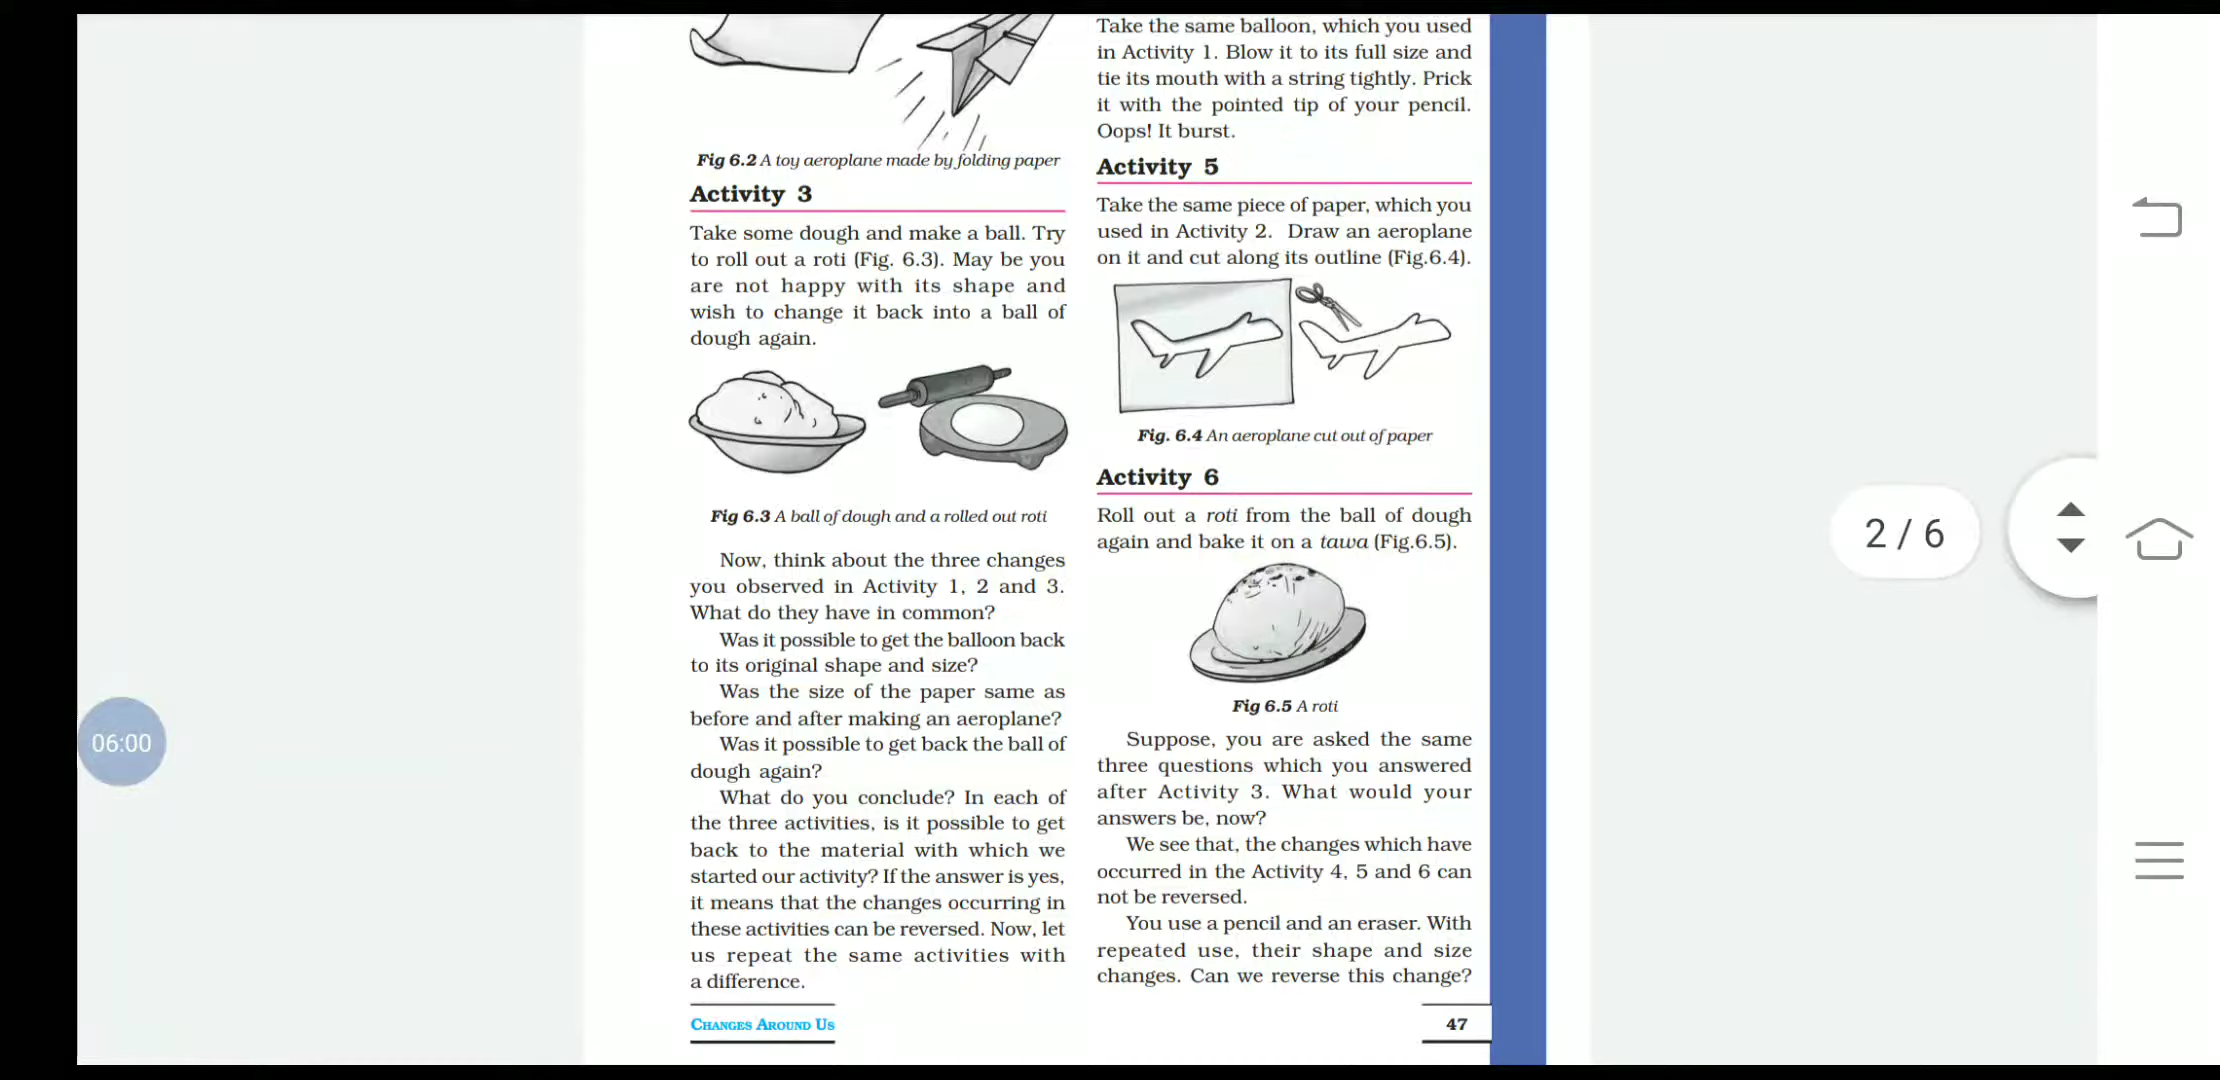 Fig 6.2 A toy aeroplane made by folding paper
Activity 3
Take some dough and make a ball. Try
to roll out a roti (Fig. 6.3). May be you
are not happy with its shape and
wish to change it back into a ball of
dough again.
Fig 6.3 A ball of dough and a rolled out roti
Now, think about the three changes
you observed in Activity 1, 2 and 3.
What do they have in common?
Was it possible to get the balloon back
to its original shape and size?
Was the size of the paper same as
before and after making an aeroplane?
Was it possible to get back the ball of
dough again?
What do you conclude? In each of
the three activities, is it possible to get
back to the material with which we
started our activity? If the answer is yes,
it means that the changes occurring in
these activities can be reversed. Now, let
us repeat the same activities with
a difference.
Take the same balloon, which you used
in Activity 1. Blow it to its full size and
tie its mouth with a string tightly. Prick
it with the pointed tip of your pencil.
Oops! It burst.
Activity 5
Take the same piece of paper, which you
used in Activity 2. Draw an aeroplane
on it and cut along its outline (Fig.6.4).
Fig. 6.4 An aeroplane cut out of paper
Activity 6
Roll out a roti from the ball of dough
again and bake it on a tawa (Fig.6.5).
Fig 6.5 A roti
Suppose, you are asked the same
three questions which you answered
after Activity 3. What would your
answers be, now?
We see that, the changes which have
occurred in the Activity 4, 5 and 6 can
not be reversed.
You use a pencil and an eraser. With
repeated use, their shape and size
changes. Can we reverse this change?
CHANGES AROUND US
47
06:00
2 / 6